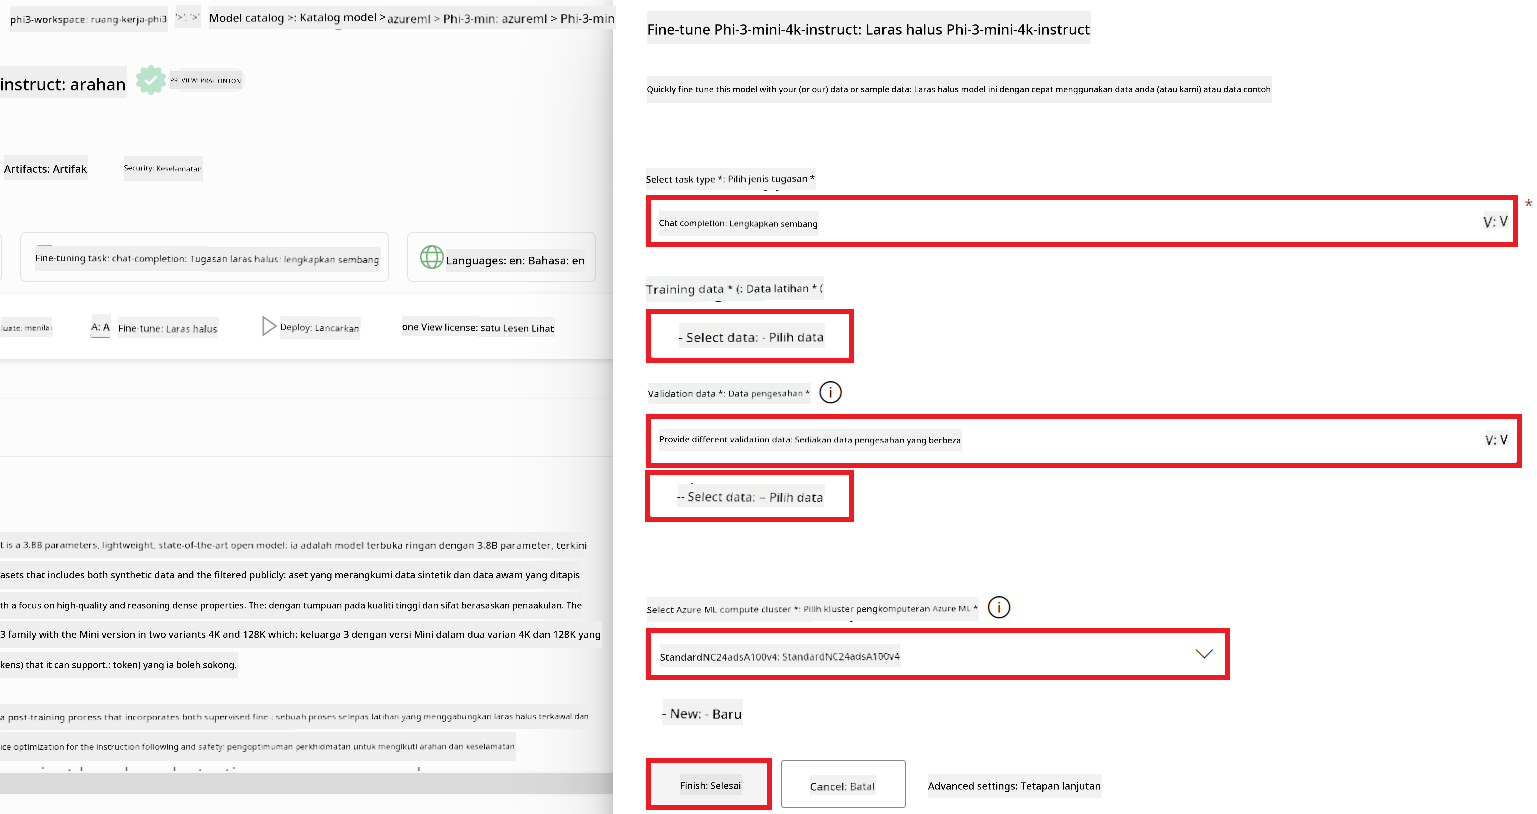 phi3-workspace: ruang-kerja-phi3 '>': '>' Model catalog >: Katalog model > azureml > Phi-3-min: azureml > Phi-3-min
instruct: arahan
Artifacts: Artifak Security: Keselamatan
Fine-tuning task: chat-completion: Tugasan laras halus: lengkapkan sembang
Languages: en: Bahasa: en
luate: menilai A: A Fine-tune: Laras halus Deploy: Lancarkan one View license: satu Lesen Lihat
t is a 3.8B parameters, lightweight, state-of-the-art open model: ia adalah model terbuka ringan dengan 3.8B parameter, terkini
asets that includes both synthetic data and the filtered publicly: aset yang merangkumi data sintetik dan data awam yang ditapis
th a focus on high-quality and reasoning dense properties. The: dengan tumpuan pada kualiti tinggi dan sifat berasaskan penaakulan. The
3 family with the Mini version in two variants 4K and 128K which: keluarga 3 dengan versi Mini dalam dua varian 4K dan 128K yang
kens) that it can support.: token) yang ia boleh sokong.
a post-training process that incorporates both supervised fine-: sebuah proses selepas latihan yang menggabungkan laras halus terkawal dan
ice optimization for the instruction following and safety: pengoptimuman perkhidmatan untuk mengikuti arahan dan keselamatan
Fine-tune Phi-3-mini-4k-instruct: Laras halus Phi-3-mini-4k-instruct
Quickly fine-tune this model with your (or our) data or sample data: Laras halus model ini dengan cepat menggunakan data anda (atau kami) atau data contoh
Select task type *: Pilih jenis tugasan *
Chat completion: Lengkapkan sembang V: V *
Training data * (: Data latihan * (
- Select data: - Pilih data
Validation data *: Data pengesahan *
Provide different validation data: Sediakan data pengesahan yang berbeza V: V
-- Select data: – Pilih data
Select Azure ML compute cluster *: Pilih kluster pengkomputeran Azure ML *
StandardNC24adsA100v4: StandardNC24adsA100v4
- New: - Baru
Finish: Selesai Cancel: Batal Advanced settings: Tetapan lanjutan